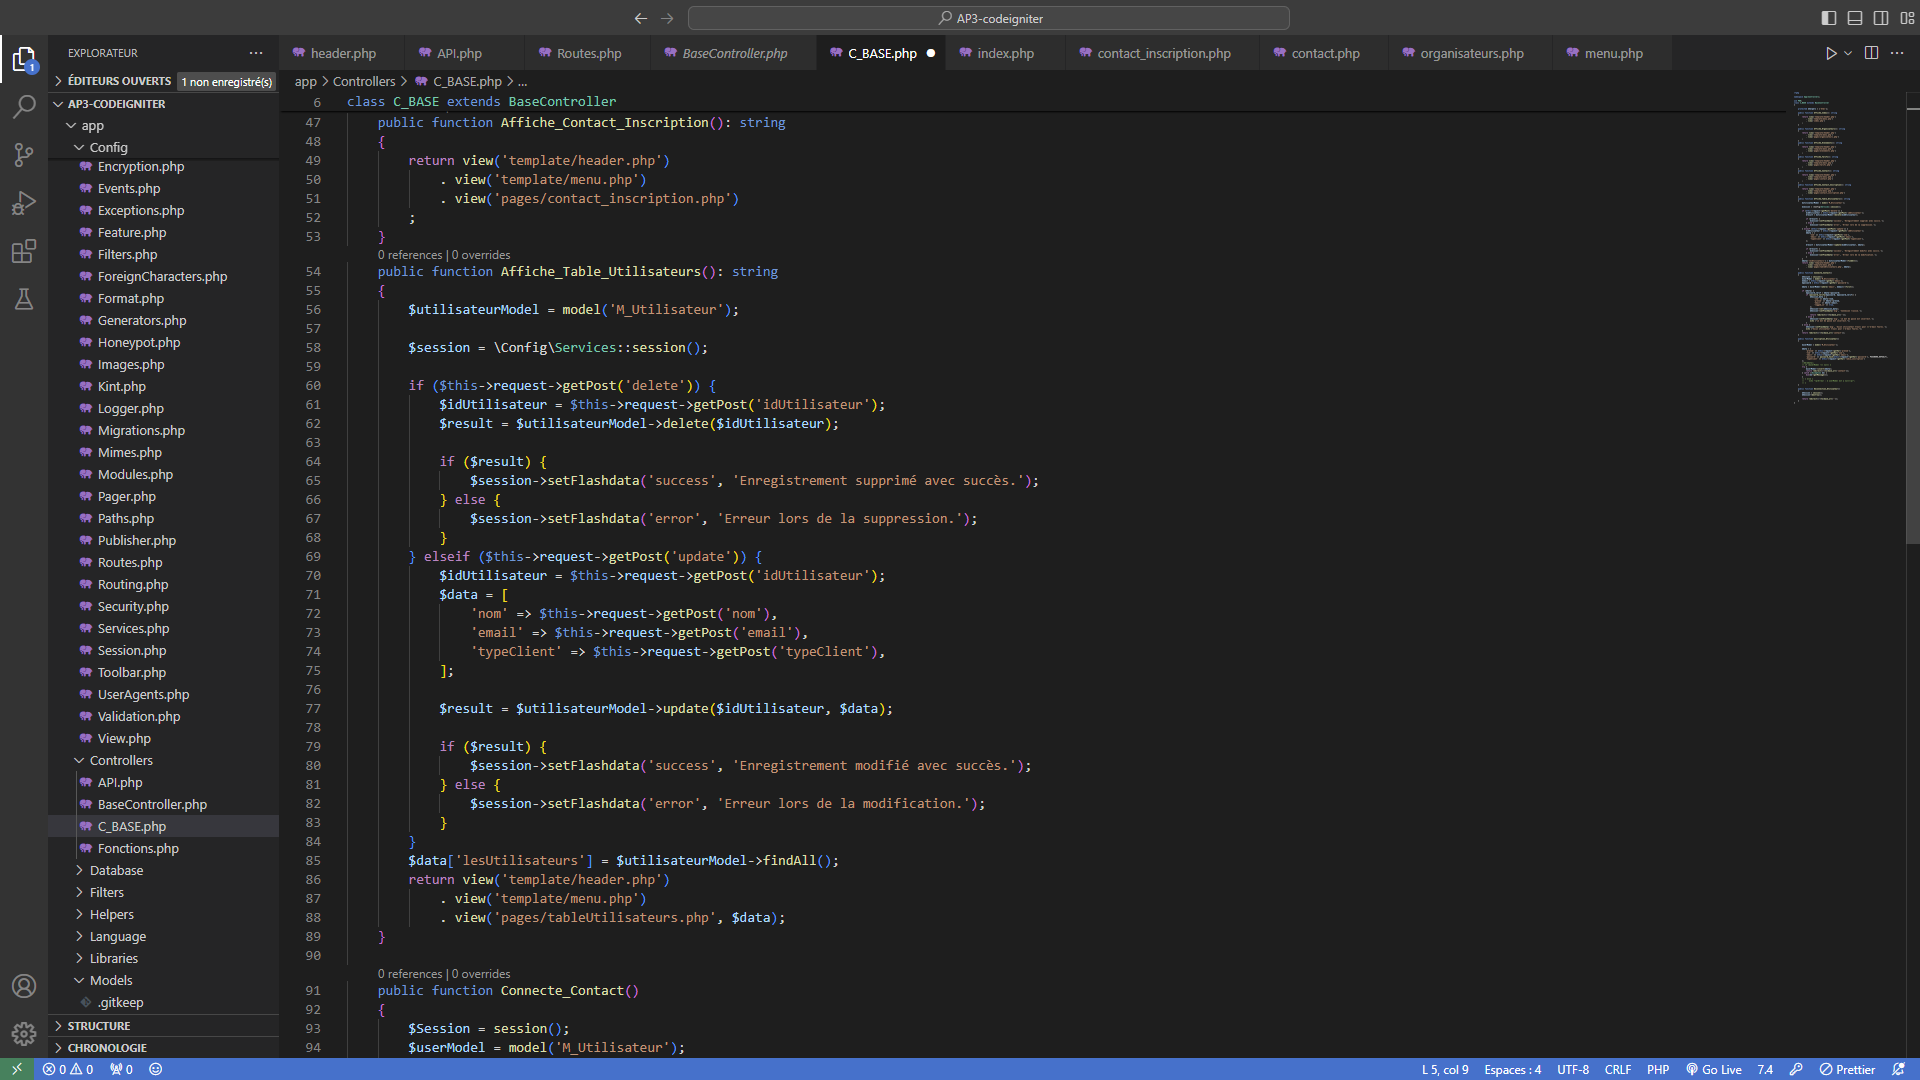 AP3-codeigniter
EXPLORATEUR
header.php
API.php
Routes.php
BaseController.php
C_BASE.php
index.php
contact_inscription.php
contact.php
organisateurs.php
menu.php
ÉDITEURS OUVERTS 1 non enregistré(s)
app > Controllers > C_BASE.php > ...
AP3-CODEIGNITER
app
Config
Encryption.php
Events.php
Exceptions.php
Feature.php
Filters.php
ForeignCharacters.php
Format.php
Generators.php
Honeypot.php
Images.php
Kint.php
Logger.php
Migrations.php
Mimes.php
Modules.php
Pager.php
Paths.php
Publisher.php
Routes.php
Routing.php
Security.php
Services.php
Session.php
Toolbar.php
UserAgents.php
Validation.php
View.php
Controllers
API.php
BaseController.php
C_BASE.php
Fonctions.php
Database
Filters
Helpers
Language
Libraries
Models
.gitkeep
STRUCTURE
CHRONOLOGIE
1
6 class C_BASE extends BaseController
47 public function Affiche_Contact_Inscription(): string
48 {
49 return view('template/header.php')
50 . view('template/menu.php')
51 . view('pages/contact_inscription.php')
52 ;
53 }
0 references | 0 overrides
54 public function Affiche_Table_Utilisateurs(): string
55 {
56 $utilisateurModel = model('M_Utilisateur');
57
58 $session = \Config\Services::session();
59
60 if ($this->request->getPost('delete')) {
61 $idUtilisateur = $this->request->getPost('idUtilisateur');
62 $result = $utilisateurModel->delete($idUtilisateur);
63
64 if ($result) {
65 $session->setFlashdata('success', 'Enregistrement supprimé avec succès.');
66 } else {
67 $session->setFlashdata('error', 'Erreur lors de la suppression.');
68 }
69 } elseif ($this->request->getPost('update')) {
70 $idUtilisateur = $this->request->getPost('idUtilisateur');
71 $data = [
72 'nom' => $this->request->getPost('nom'),
73 'email' => $this->request->getPost('email'),
74 'typeClient' => $this->request->getPost('typeClient'),
75 ];
76
77 $result = $utilisateurModel->update($idUtilisateur, $data);
78
79 if ($result) {
80 $session->setFlashdata('success', 'Enregistrement modifié avec succès.');
81 } else {
82 $session->setFlashdata('error', 'Erreur lors de la modification.');
83 }
84 }
85 $data['lesUtilisateurs'] = $utilisateurModel->findAll();
86 return view('template/header.php')
87 . view('template/menu.php')
88 . view('pages/tableUtilisateurs.php', $data);
89 }
90
0 references | 0 overrides
91 public function Connecte_Contact()
92 {
93 $Session = session();
94 $userModel = model('M_Utilisateur');
0 0 0
L 5, col 9
Espaces : 4
UTF-8
CRLF
PHP
Go Live
7.4
Prettier